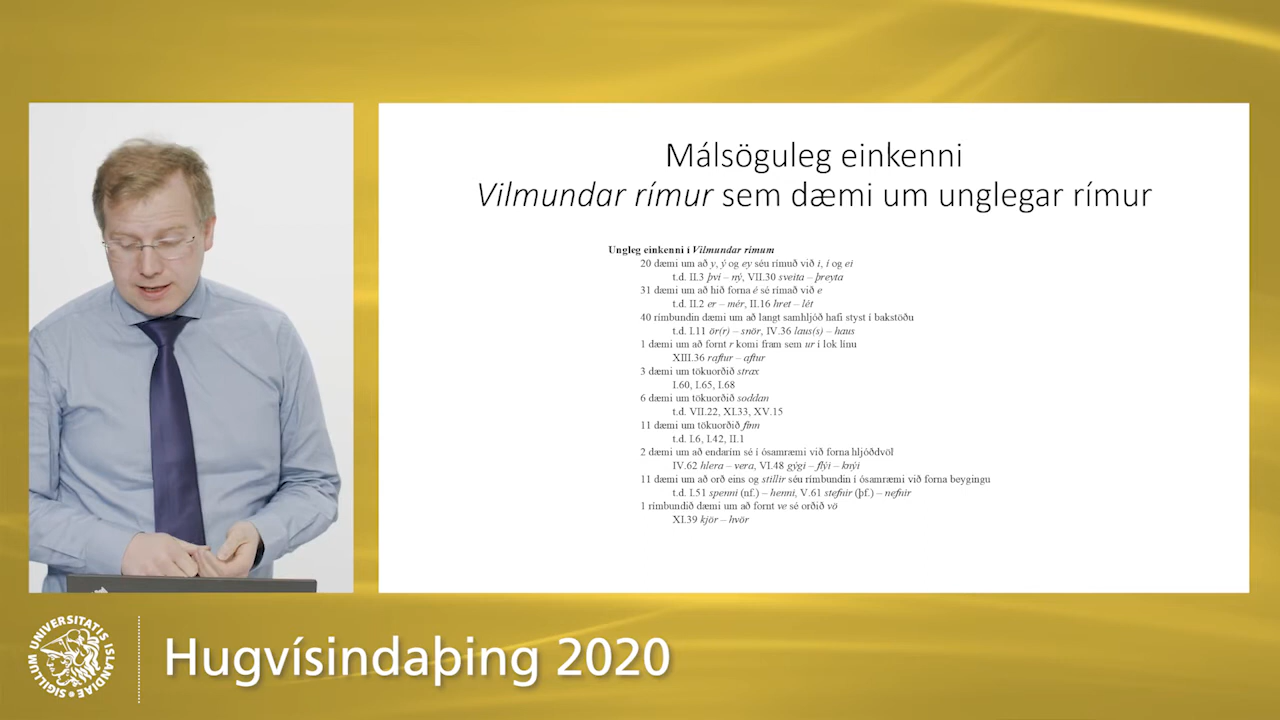 Málsöguleg einkenni
Vilmundar rímur sem dæmi um unglegar rímur
Ungleg einkenni í Vilmundar rímum
20 dæmi um að y, ý og ey séu rímuð við i, í og ei
t.d. II.3 því – ný, VII.30 sveita – þreyta
31 dæmi um að hið forna é sé rímað við e
t.d. II.2 er – mér, II.16 hret – lét
40 rímbundin dæmi um að langt samhljóð hafi styst í bakstöðu
t.d. I.11 ör(r) – snör, IV.36 laus(s) – haus
1 dæmi um að fornt r komi fram sem ur í lok línu
XIII.36 raftur – aftur
3 dæmi um tökuorðið strax
I.60, I.65, I.68
6 dæmi um tökuorðið soddan
t.d. VII.22, XI.33, XV.15
11 dæmi um tökuorðið fínn
t.d. I.6, I.42, II.1
2 dæmi um að endarím sé í ósamræmi við forna hljóðdvöl
IV.62 hlera – vera, VI.48 gýgi – flýi – knýi
11 dæmi um að orð eins og stillir séu rímbundin í ósamræmi við forna beygingu
t.d. I.51 spenni (nf.) – henni, V.61 stefnir (þf.) – nefnir
1 rímbundið dæmi um að fornt ve sé orðið vö
XI.39 kjör – hvör
SIGILLUM UNIVERSITATIS ISLANDIAE
Hugvísindaþing 2020